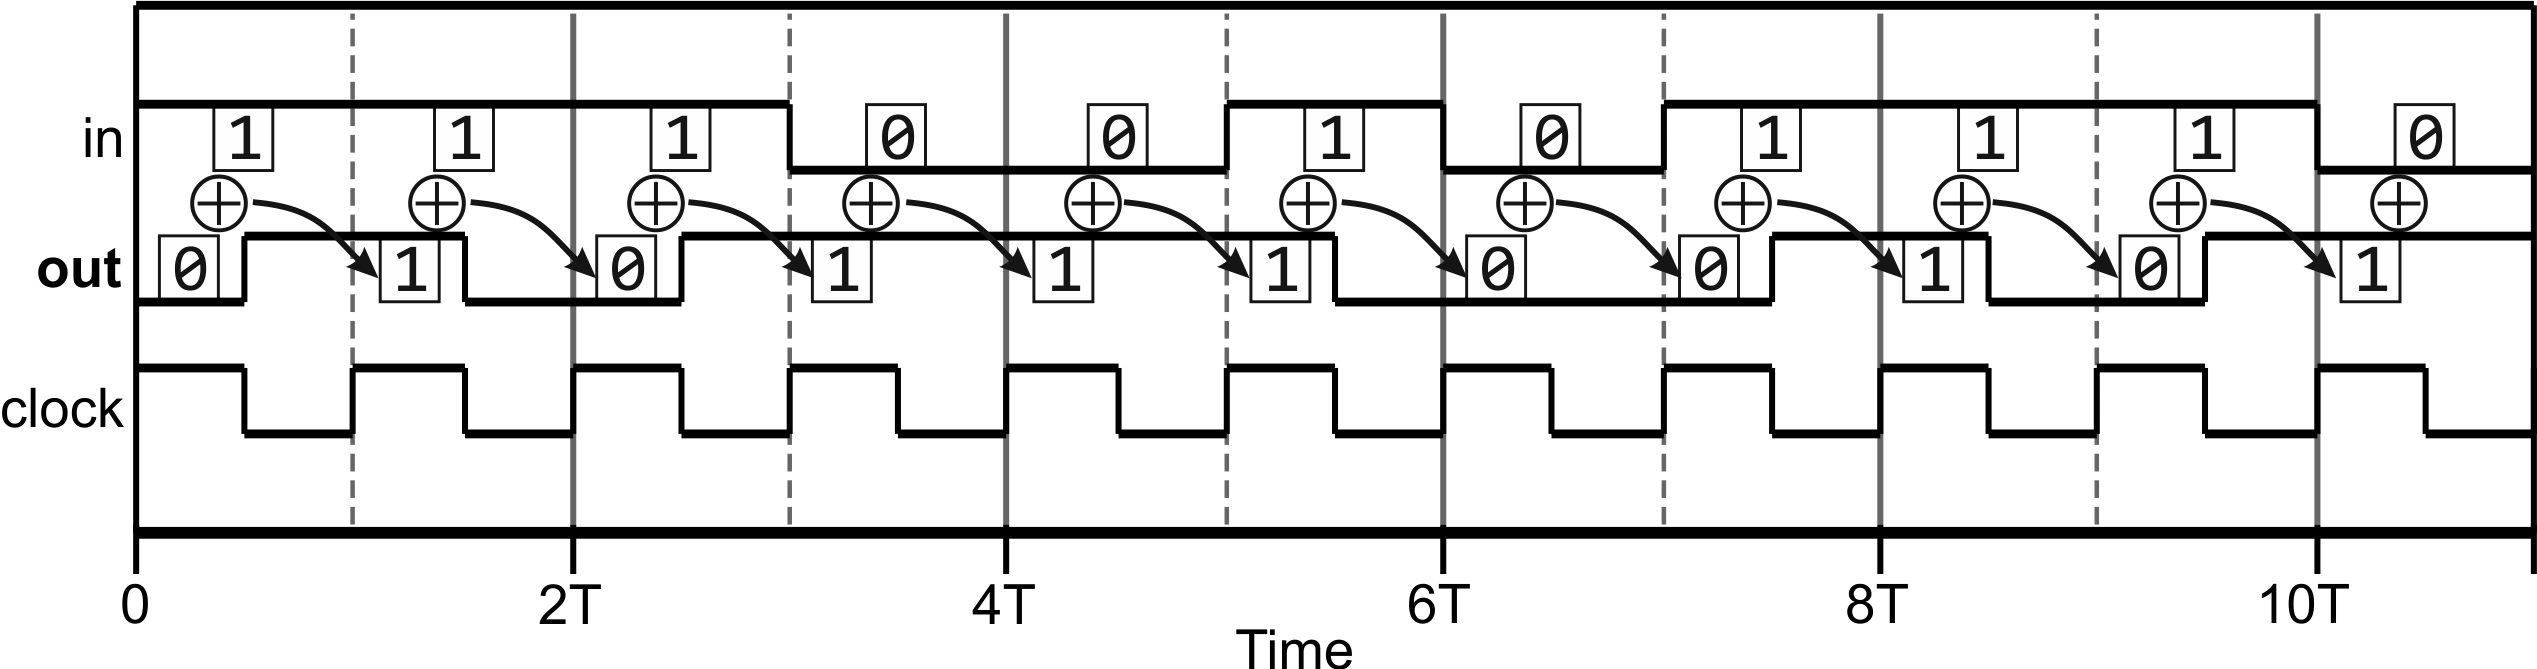 in 1 1 1 0 0 1 0 1 1 1 0
out 0 1 0 1 1 1 0 0 1 0 1
clock
0 2T 4T 6T 8T 10T
Time